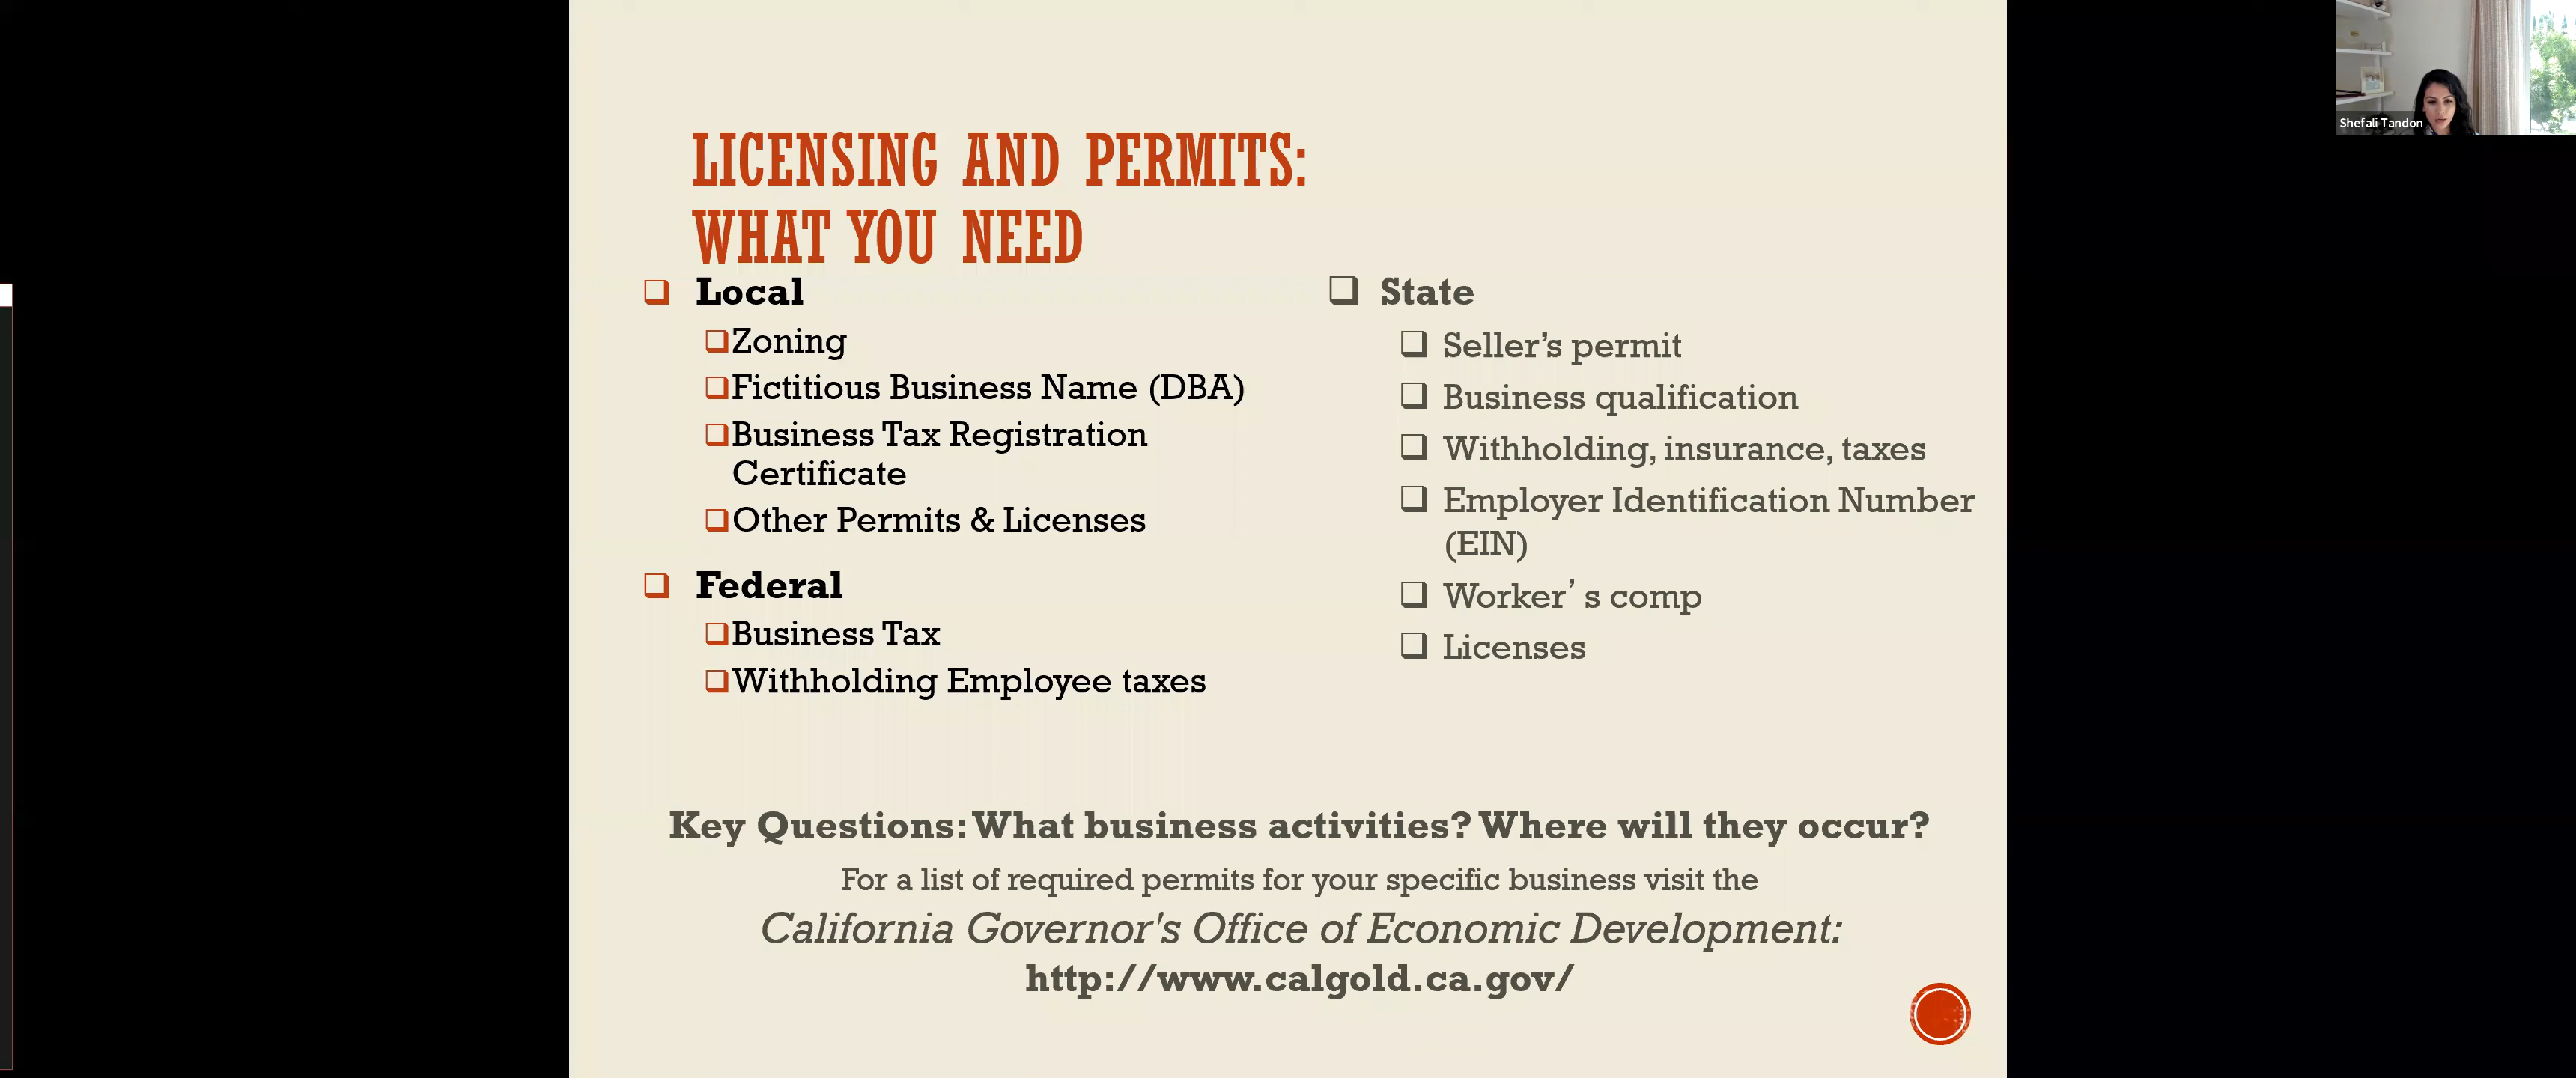 LICENSING AND PERMITS:
WHAT YOU NEED
Local
Zoning
Fictitious Business Name (DBA)
Business Tax Registration
Certificate
Other Permits & Licenses
Federal
Business Tax
Withholding Employee taxes
State
Seller’s permit
Business qualification
Withholding, insurance, taxes
Employer Identification Number
(EIN)
Worker’ s comp
Licenses
Key Questions: What business activities? Where will they occur?
For a list of required permits for your specific business visit the
California Governor's Office of Economic Development:
http://www.calgold.ca.gov/
Shefali Tandon